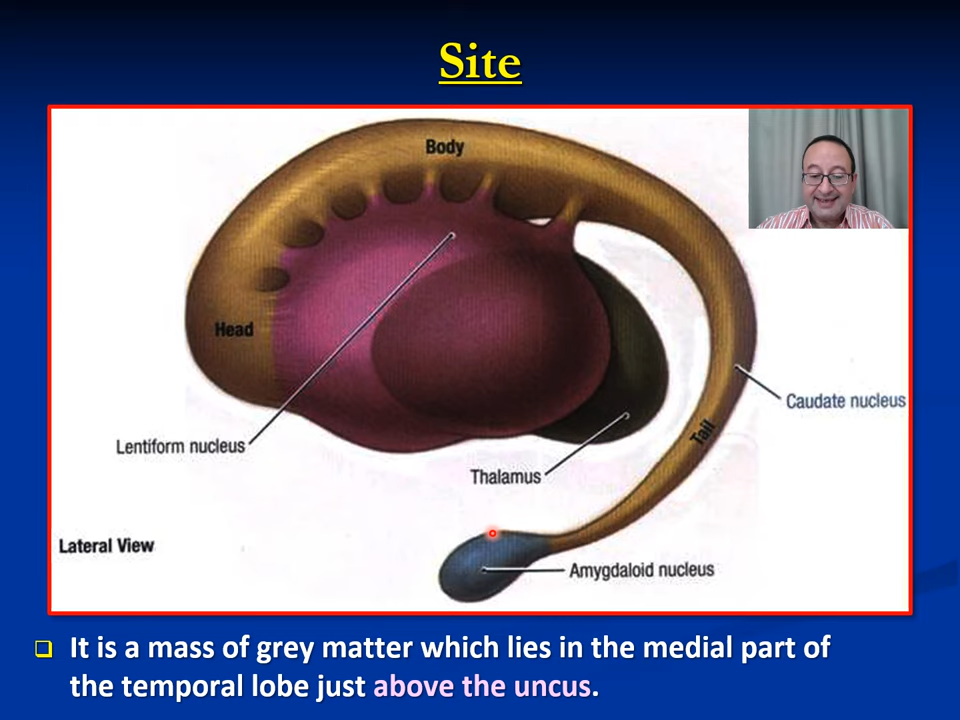 Site
Body
Head
Caudate nucleus
Tail
Lentiform nucleus
Thalamus
Lateral View
Amygdaloid nucleus
It is a mass of grey matter which lies in the medial part of
the temporal lobe just above the uncus.